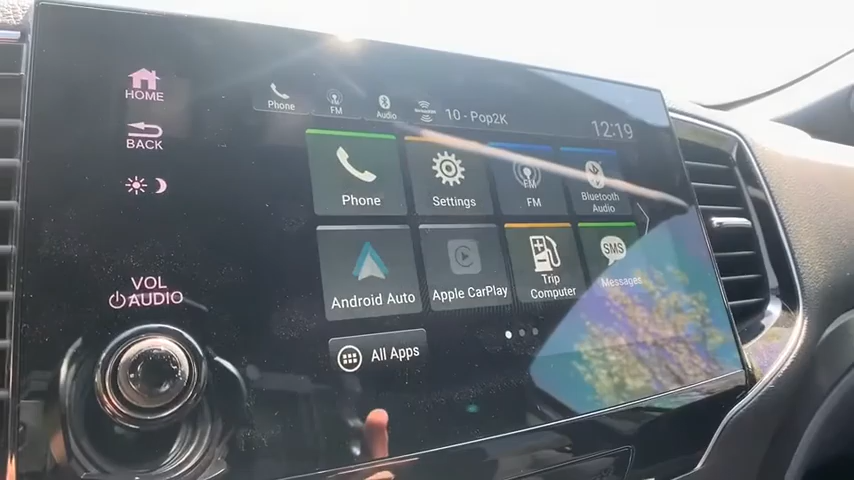 HOME
BACK
VOL
AUDIO
Phone
FM
Audio
10 - Pop2K
12:19
Phone
Settings
FM
FM
Bluetooth
Audio
Android Auto
Apple CarPlay
Trip
Computer
SMS
Messages
All Apps